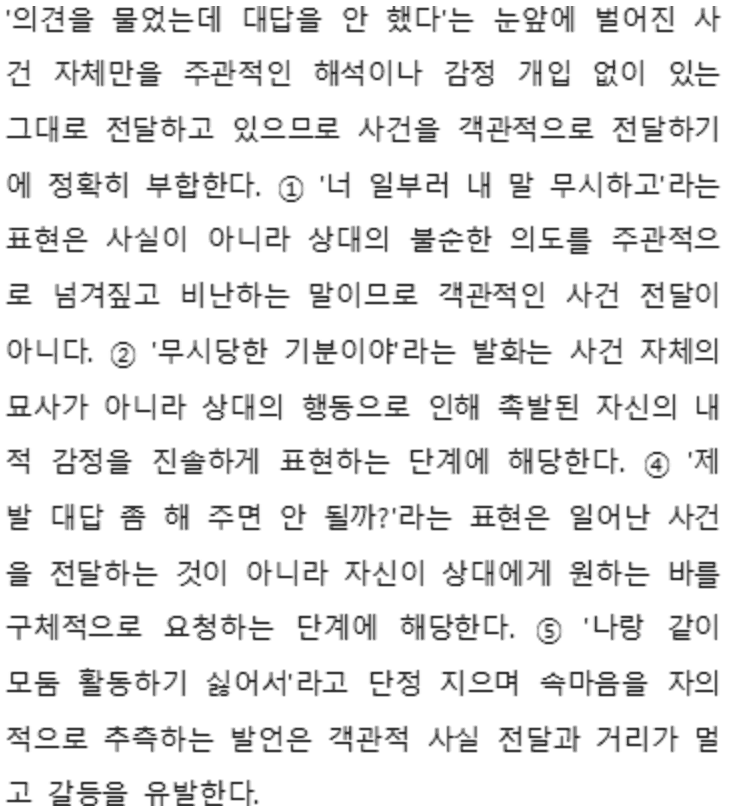 '의견을 물었는데 대답을 안 했다'는 눈앞에 벌어진 사
건 자체만을 주관적인 해석이나 감정 개입 없이 있는
그대로 전달하고 있으므로 사건을 객관적으로 전달하기
에 정확히 부합한다. ① '너 일부러 내 말 무시하고'라는
표현은 사실이 아니라 상대의 불순한 의도를 주관적으
로 넘겨짚고 비난하는 말이므로 객관적인 사건 전달이
아니다. ② '무시당한 기분이야'라는 발화는 사건 자체의
묘사가 아니라 상대의 행동으로 인해 촉발된 자신의 내
적 감정을 진솔하게 표현하는 단계에 해당한다. ④ '제
발 대답 좀 해 주면 안 될까?'라는 표현은 일어난 사건
을 전달하는 것이 아니라 자신이 상대에게 원하는 바를
구체적으로 요청하는 단계에 해당한다. ⑤ '나랑 같이
모둠 활동하기 싫어서'라고 단정 지으며 속마음을 자의
적으로 추측하는 발언은 객관적 사실 전달과 거리가 멀
고 갈등을 유발한다.